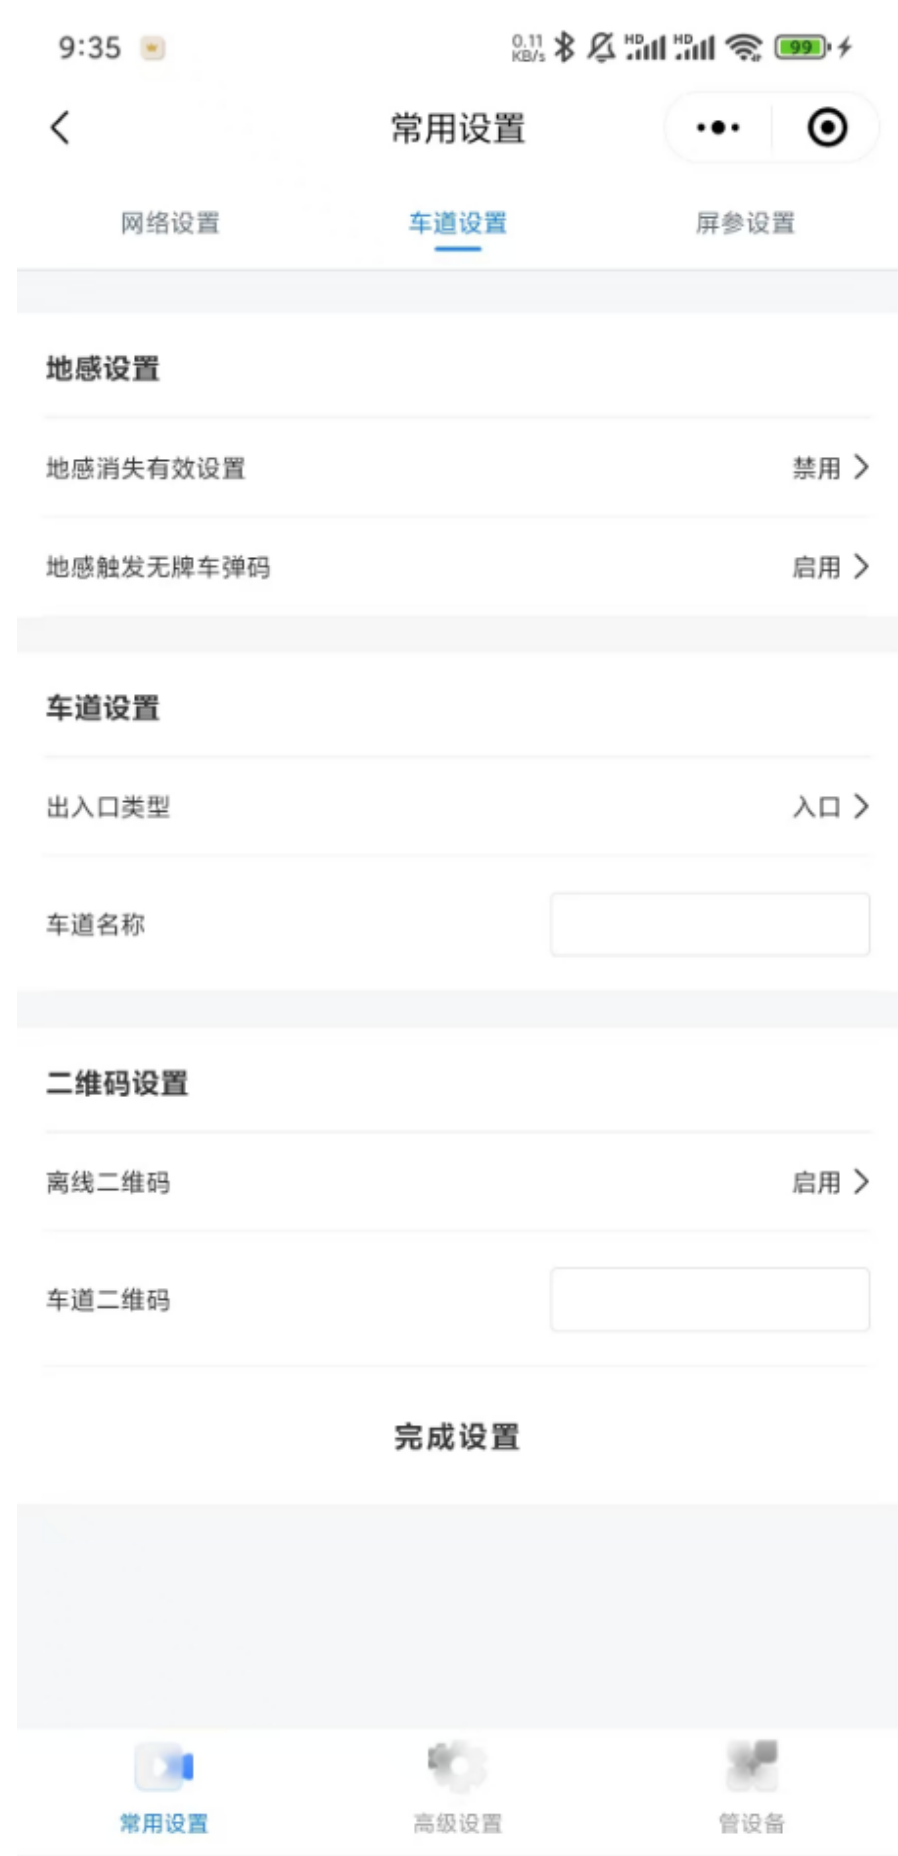 9:35 0.11 KB/s HD HD 99
常用设置
网络设置 车道设置 屏参设置
地感设置
地感消失有效设置 禁用
地感触发无牌车弹码 启用
车道设置
出入口类型 入口
车道名称
二维码设置
离线二维码 启用
车道二维码
完成设置
常用设置 高级设置 管设备